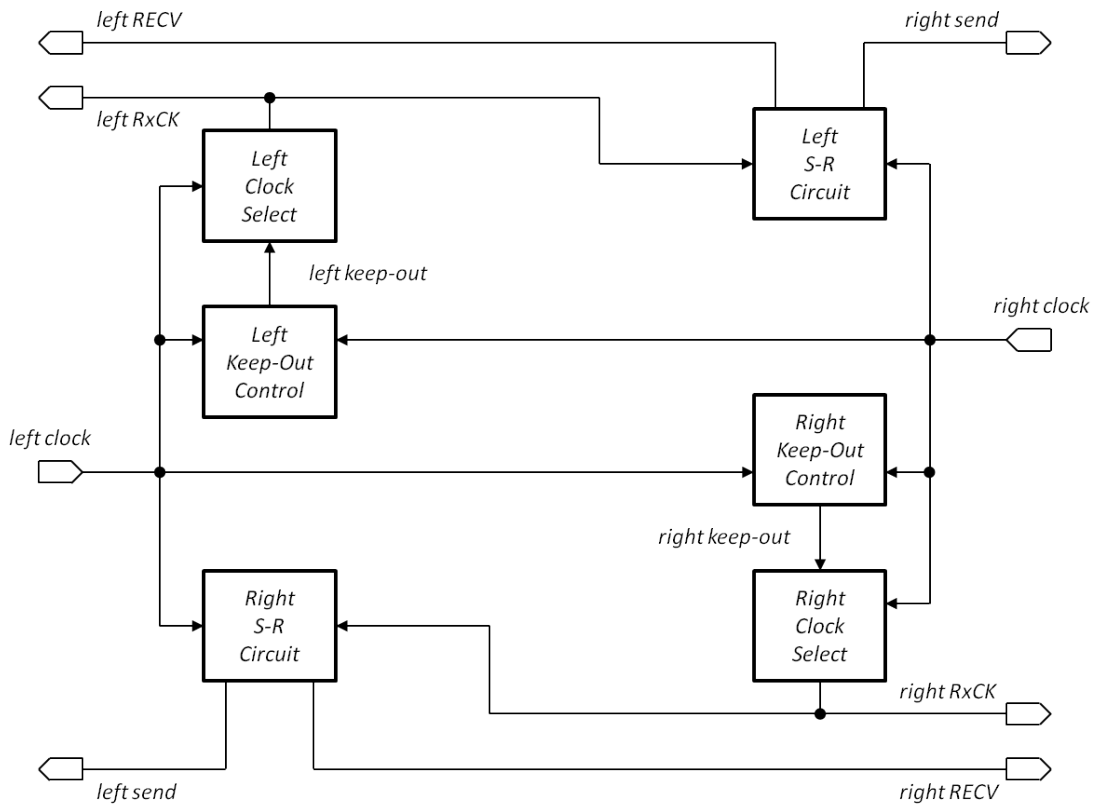 left RECV
right send
left RxCK
Left
Clock
Select
Left
S-R
Circuit
left keep-out
right clock
Left
Keep-Out
Control
Right
Keep-Out
Control
left clock
right keep-out
Right
S-R
Circuit
Right
Clock
Select
right RxCK
left send
right RECV